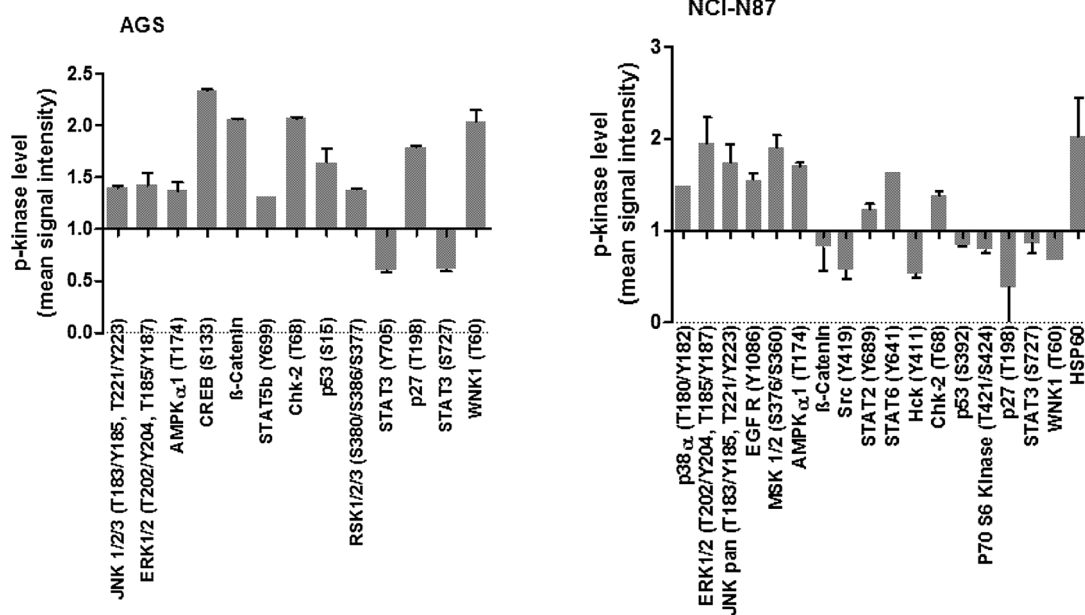 AGS
p-kinase level
(mean signal intensity)
2.5
2.0
1.5
1.0
0.5
0.0
JNK 1/2/3 (T183/Y185, T221/Y223)
ERK1/2 (T202/Y204, T185/Y187)
AMPKα1 (T174)
CREB (S133)
ß-Catenin
STAT5b (Y699)
Chk-2 (T68)
p53 (S15)
RSK1/2/3 (S380/S386/S377)
STAT3 (Y705)
p27 (T198)
STAT3 (S727)
WNK1 (T60)
NCI-N87
p-kinase level
(mean signal intensity)
3
2
1
0
p38α (T180/Y182)
ERK1/2 (T202/Y204, T185/Y187)
JNK pan (T183/Y185, T221/Y223)
EGF R (Y1086)
MSK 1/2 (S376/S360)
AMPKα1 (T174)
ß-Catenin
Src (Y419)
STAT2 (Y689)
STAT6 (Y641)
Hck (Y411)
Chk-2 (T68)
p53 (S392)
P70 S6 Kinase (T421/S424)
p27 (T198)
STAT3 (S727)
WNK1 (T60)
HSP60